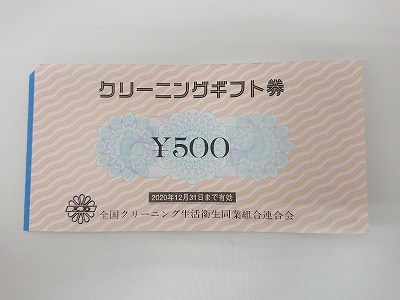 クリーニングギフト券
¥500
2020年12月31日まで有効
全国クリーニング生活衛生同業組合連合会